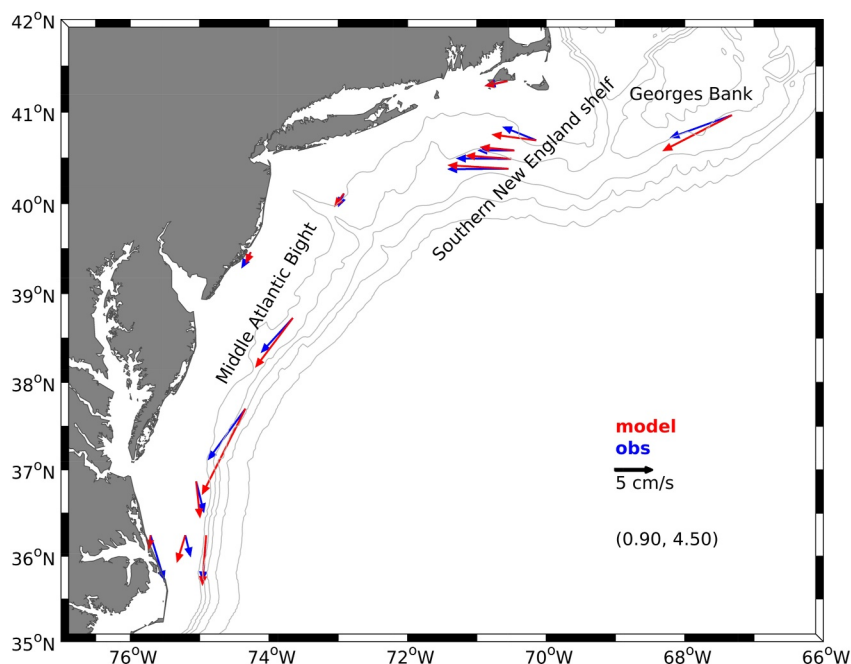 42°N
41°N
40°N
39°N
38°N
37°N
36°N
35°N
Georges Bank
Southern New England shelf
Middle Atlantic Bight
model
obs
5 cm/s
(0.90, 4.50)
76°W
74°W
72°W
70°W
68°W
66°W